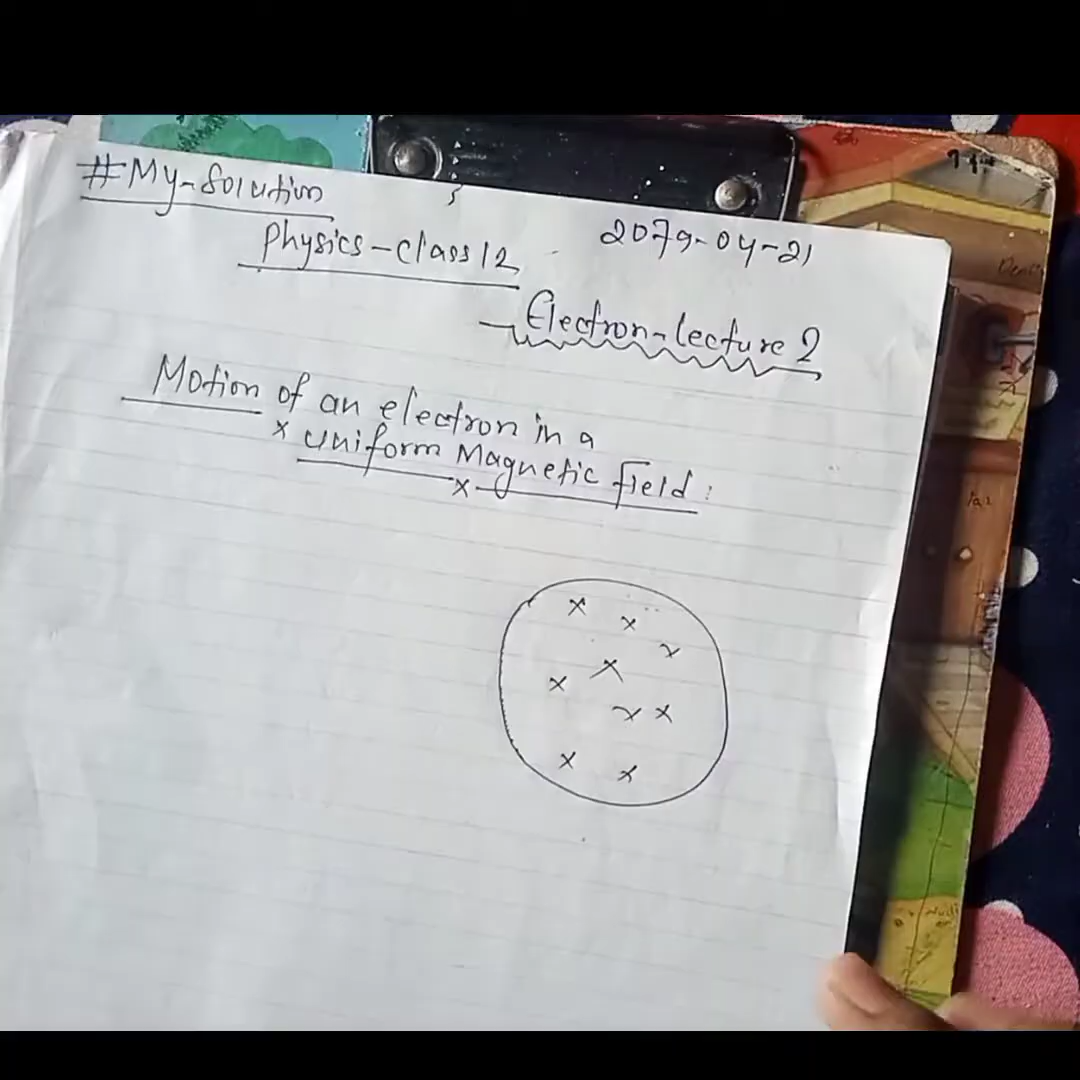 #My-Solution
Physics-class 12
2079-04-21
Electron-lecture 2
Motion of an electron in a
x uniform Magnetic field:
x
x
x
x
x
x
x
x
x
x